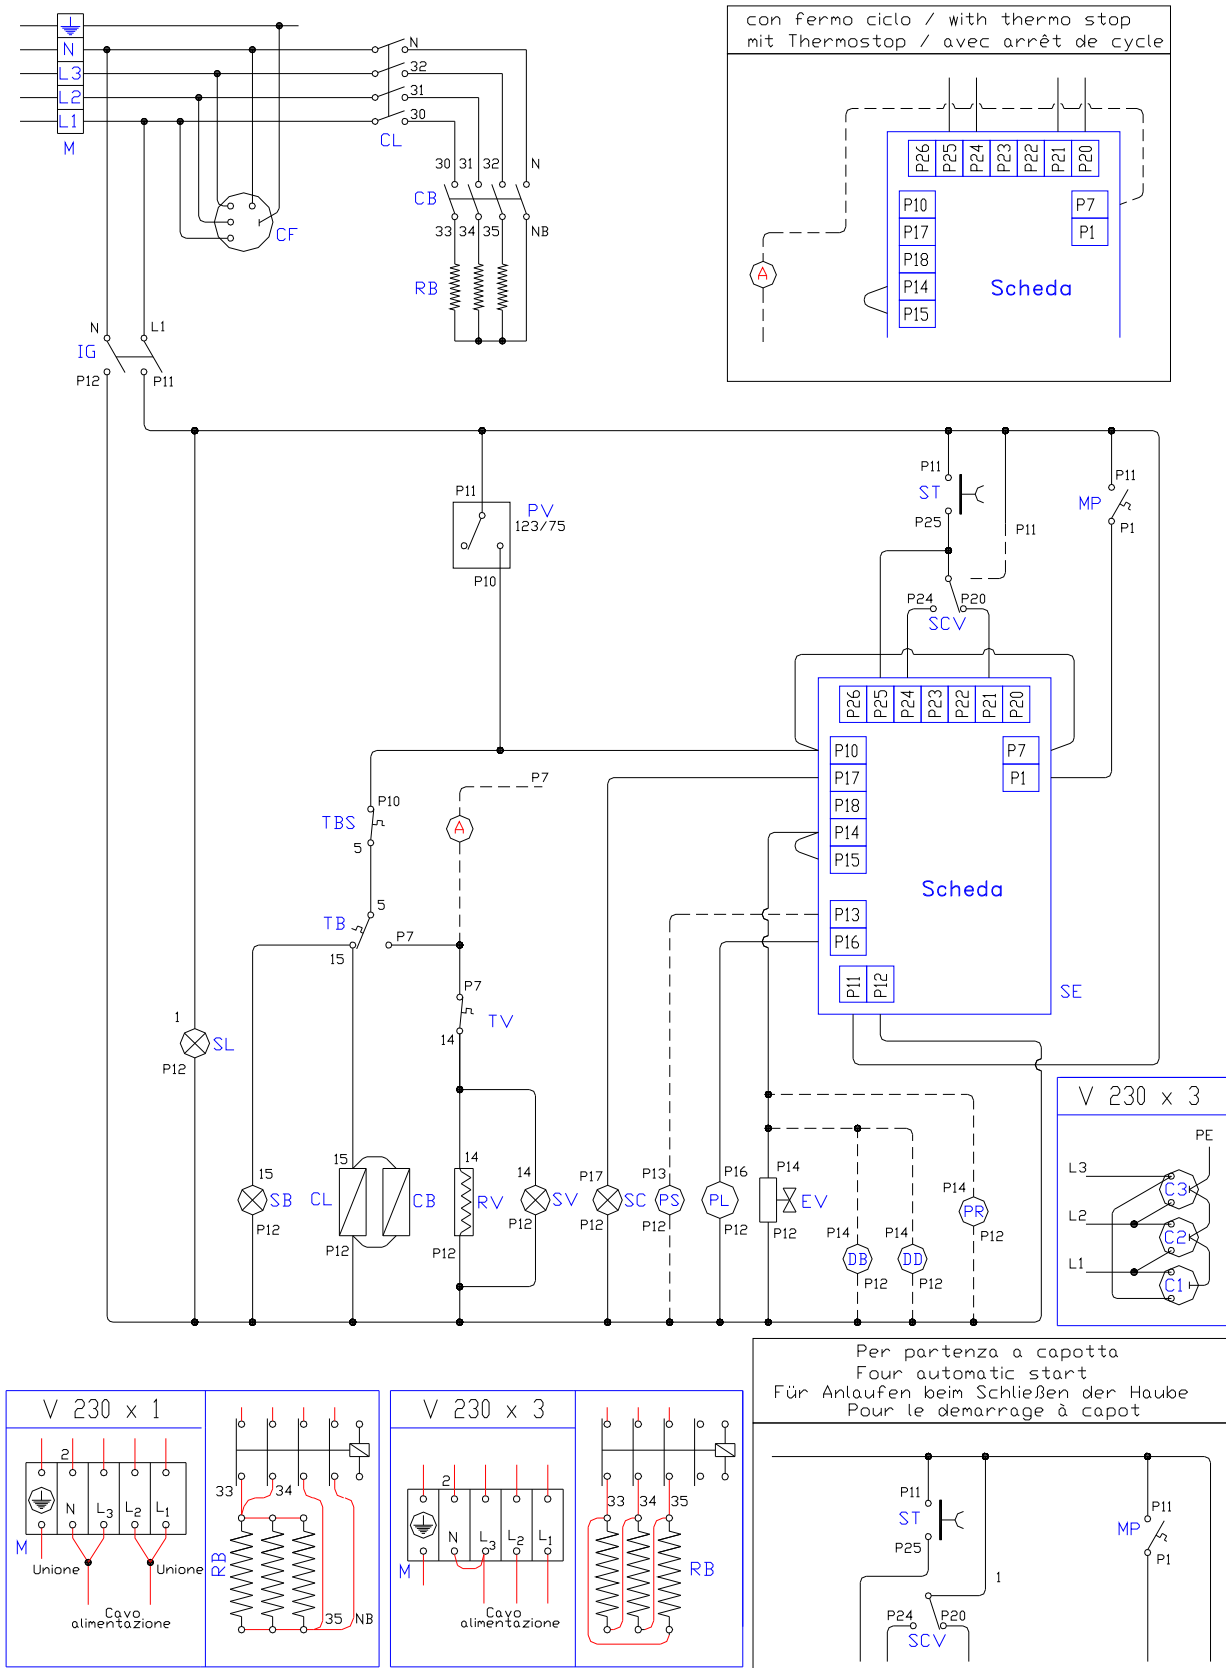 con fermo ciclo / with thermo stop
mit Thermostop / avec arrêt de cycle
P26 P25 P24 P23 P22 P21 P20
P10
P17
P18
P14
P15
P7
P1
Scheda
A
N
L3
L2
L1
M
N
32
31
30
CL
30 31 32 N
CB
33 34 35 NB
RB
CF
N L1
IG
P12 P11
P11
PV
123/75
P10
P11
ST
P25
P11
MP
P1
P11
P24 P20
SCV
P26 P25 P24 P23 P22 P21 P20
P10
P17
P18
P14
P15
P13
P16
P7
P1
Scheda
P11 P12
SE
P7
A
P10
TBS
5
5
TB
15
P7
P7
TV
14
1
SL
P12
15
SB
P12
15
CL
CB
P12
14
RV
P12
14
SV
P12
P17
SC
P12
P13
PS
P12
P16
PL
P12
P14
EV
P12
P14
DB
P12
P14
DD
P12
P14
PR
P12
V 230 x 3
PE
L3
C3
L2
C2
L1
C1
V 230 x 1
2
N L3 L2 L1
M
Unione Unione
Cavo
alimentazione
33 34
RB
35 NB
V 230 x 3
2
N L3 L2 L1
M
Cavo
alimentazione
33 34 35
RB
Per partenza a capotta
Four automatic start
Für Anlaufen beim Schließen der Haube
Pour le demarrage à capot
P11
ST
P25
P11
MP
P1
1
P24 P20
SCV